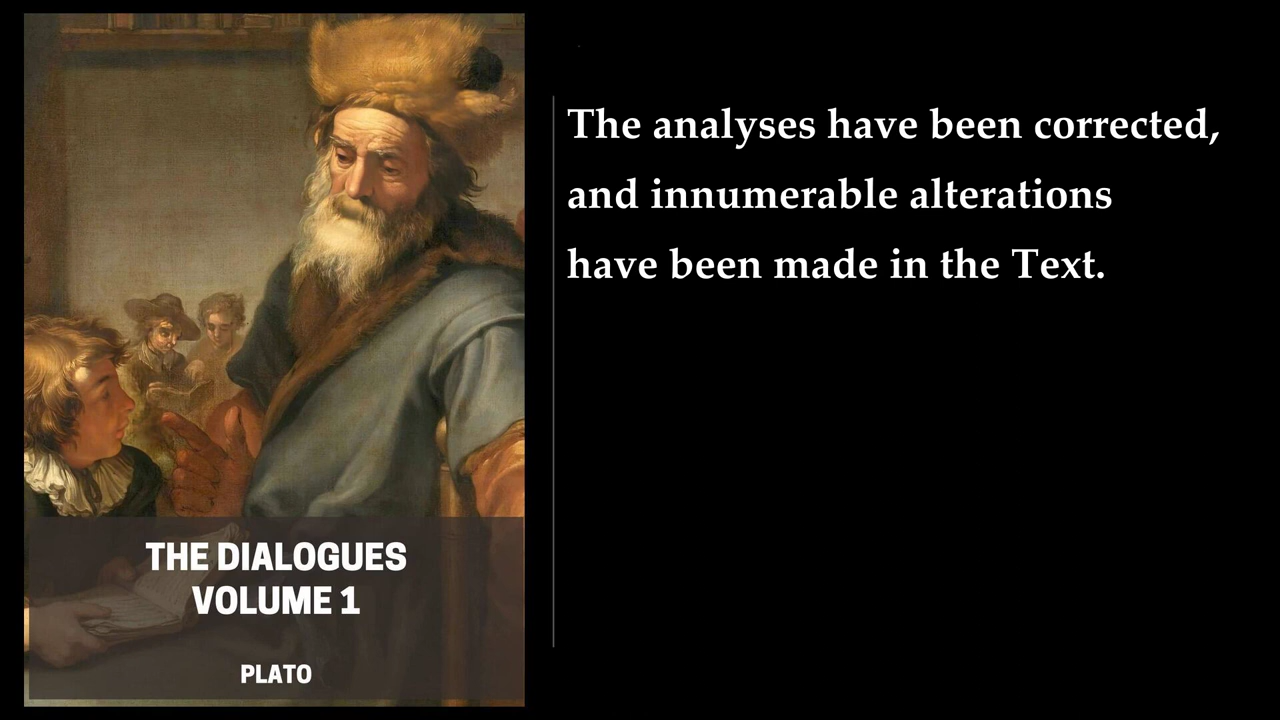 The analyses have been corrected,
and innumerable alterations
have been made in the Text.
THE DIALOGUES
VOLUME 1
PLATO